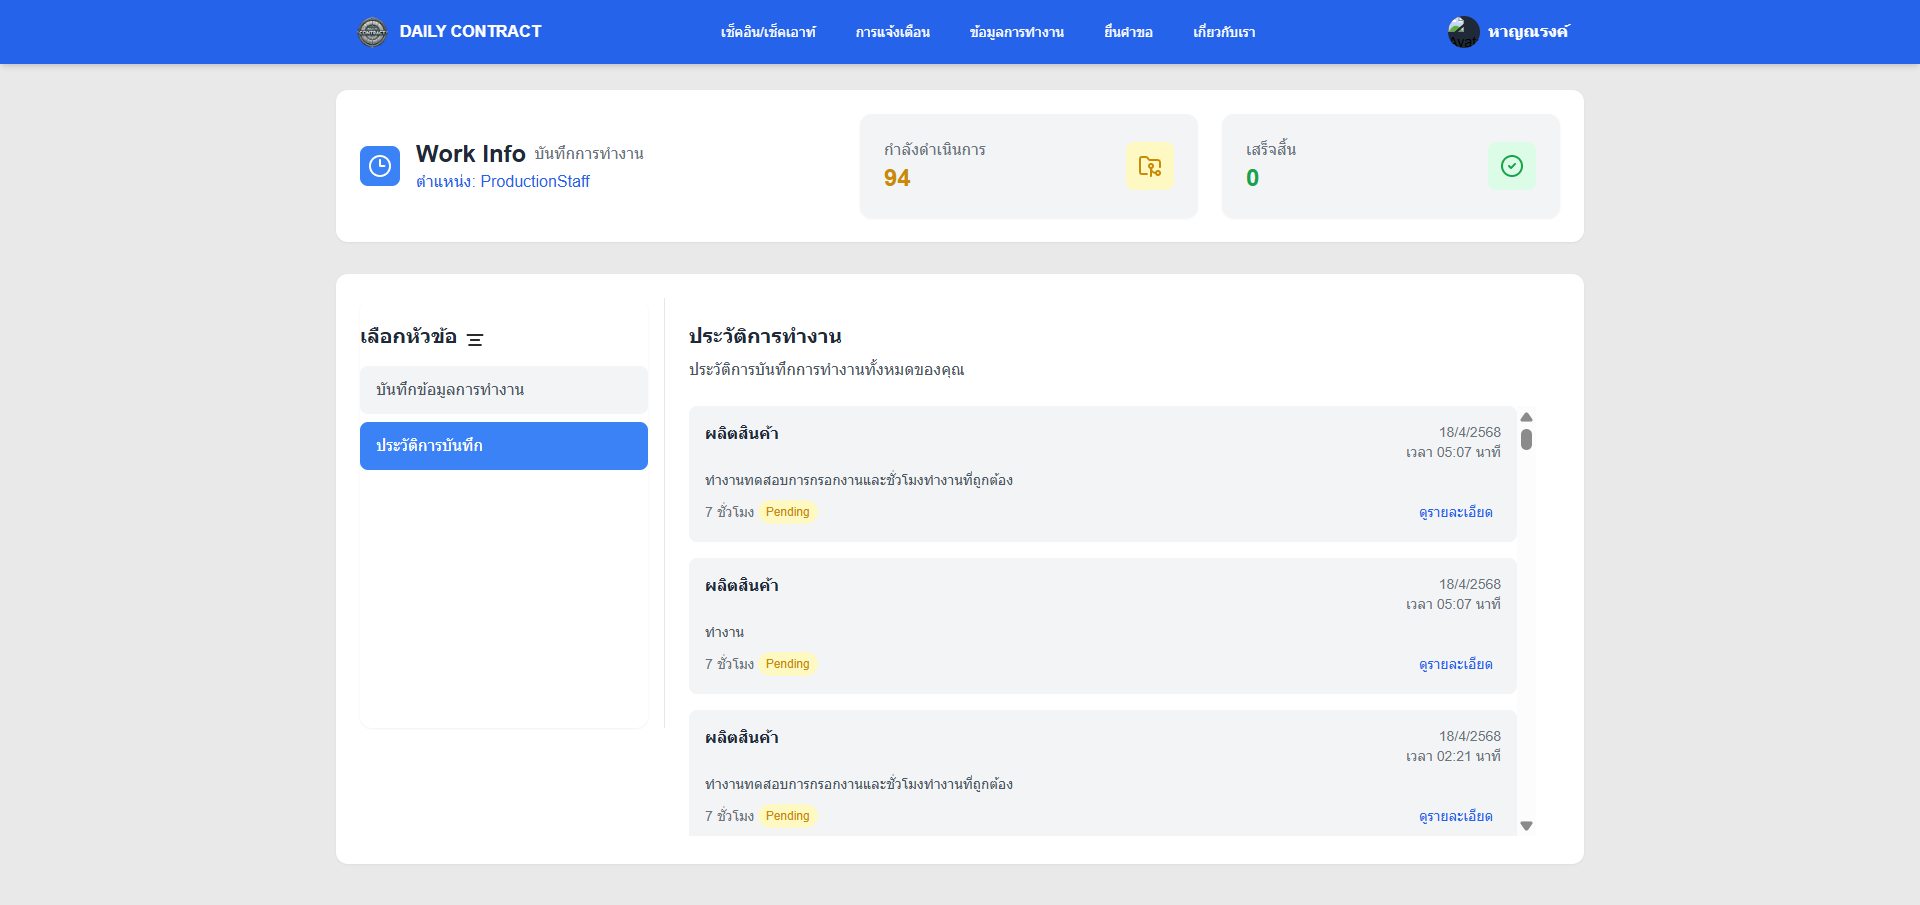 DAILY CONTRACT
เช็คอิน/เช็คเอาท์
การแจ้งเตือน
ข้อมูลการทำงาน
ยื่นคำขอ
เกี่ยวกับเรา
หาญณรงค์
Work Info บันทึกการทำงาน
ตำแหน่ง: ProductionStaff
กำลังดำเนินการ
94
เสร็จสิ้น
0
เลือกหัวข้อ
บันทึกข้อมูลการทำงาน
ประวัติการบันทึก
ประวัติการทำงาน
ประวัติการบันทึกการทำงานทั้งหมดของคุณ
ผลิตสินค้า
18/4/2568
เวลา 05:07 นาที
ทำงานทดสอบการกรอกงานและชั่วโมงทำงานที่ถูกต้อง
7 ชั่วโมง Pending
ดูรายละเอียด
ผลิตสินค้า
18/4/2568
เวลา 05:07 นาที
ทำงาน
7 ชั่วโมง Pending
ดูรายละเอียด
ผลิตสินค้า
18/4/2568
เวลา 02:21 นาที
ทำงานทดสอบการกรอกงานและชั่วโมงทำงานที่ถูกต้อง
7 ชั่วโมง Pending
ดูรายละเอียด